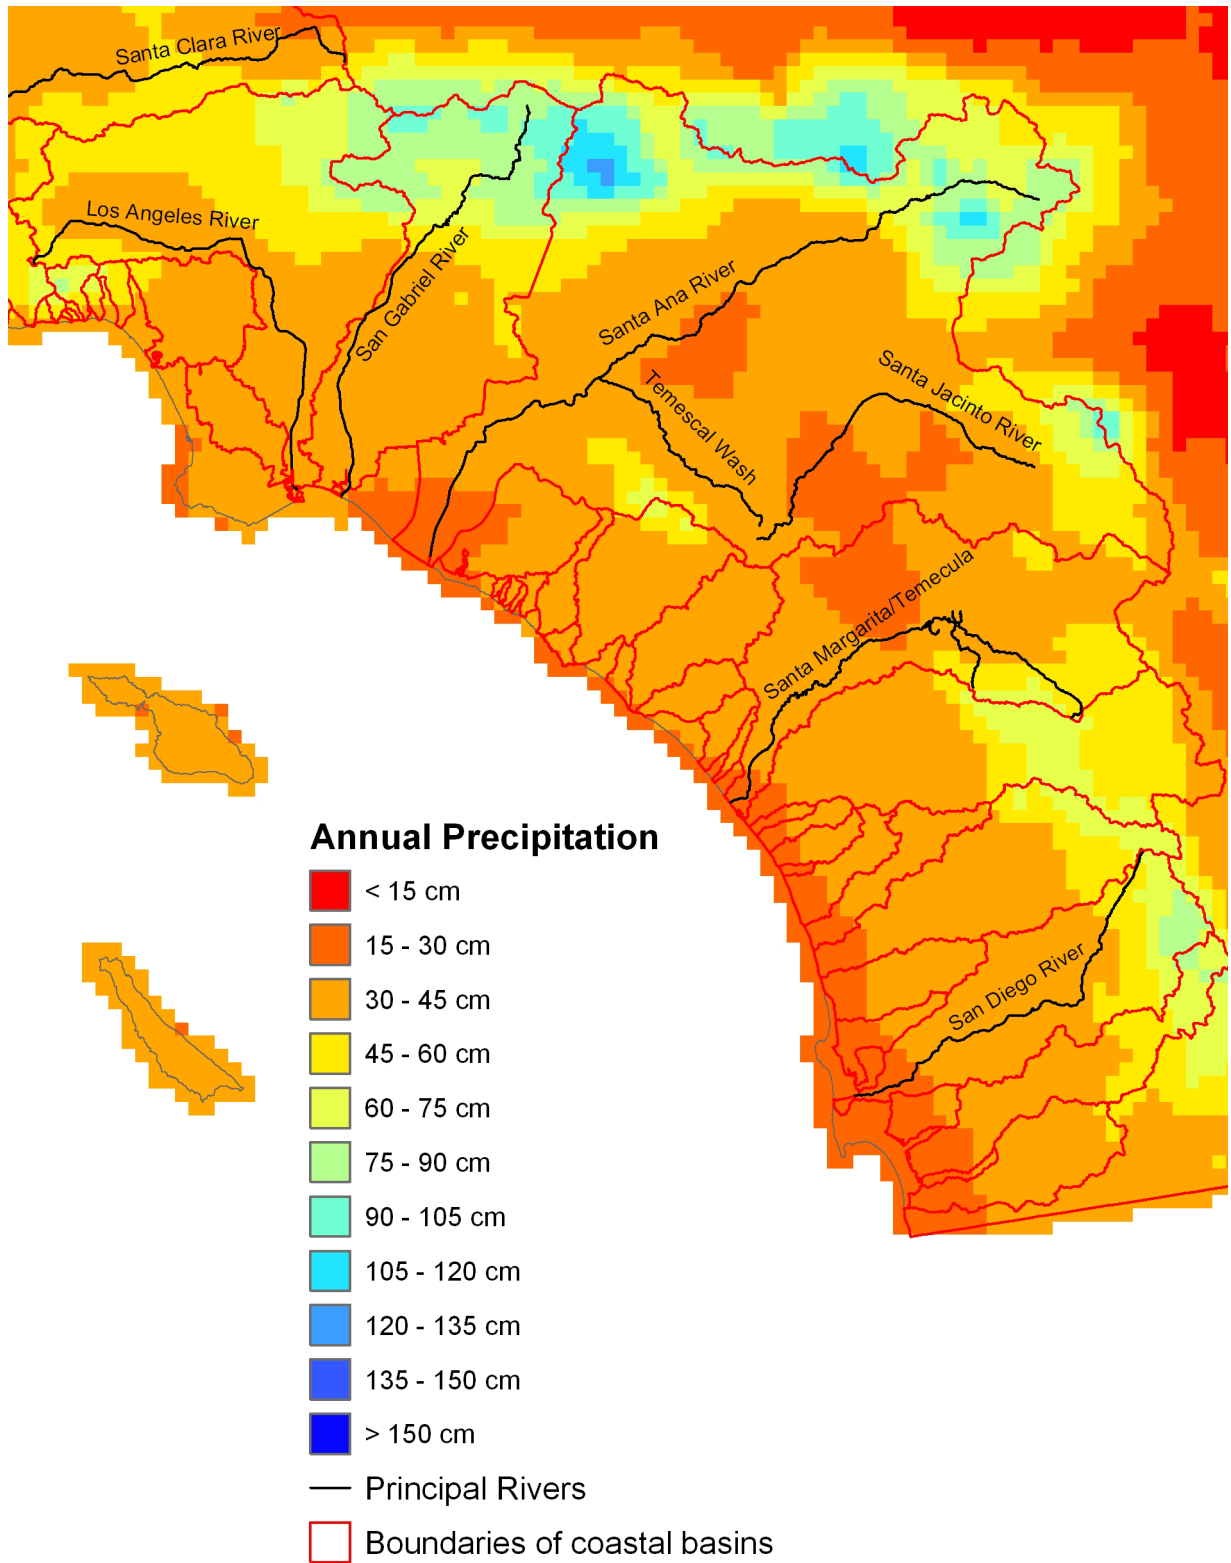 Santa Clara River
Los Angeles River
San Gabriel River
Santa Ana River
Temescal Wash
Santa Jacinto River
Santa Margarita/Temecula
San Diego River
Annual Precipitation
< 15 cm
15 - 30 cm
30 - 45 cm
45 - 60 cm
60 - 75 cm
75 - 90 cm
90 - 105 cm
105 - 120 cm
120 - 135 cm
135 - 150 cm
> 150 cm
Principal Rivers
Boundaries of coastal basins